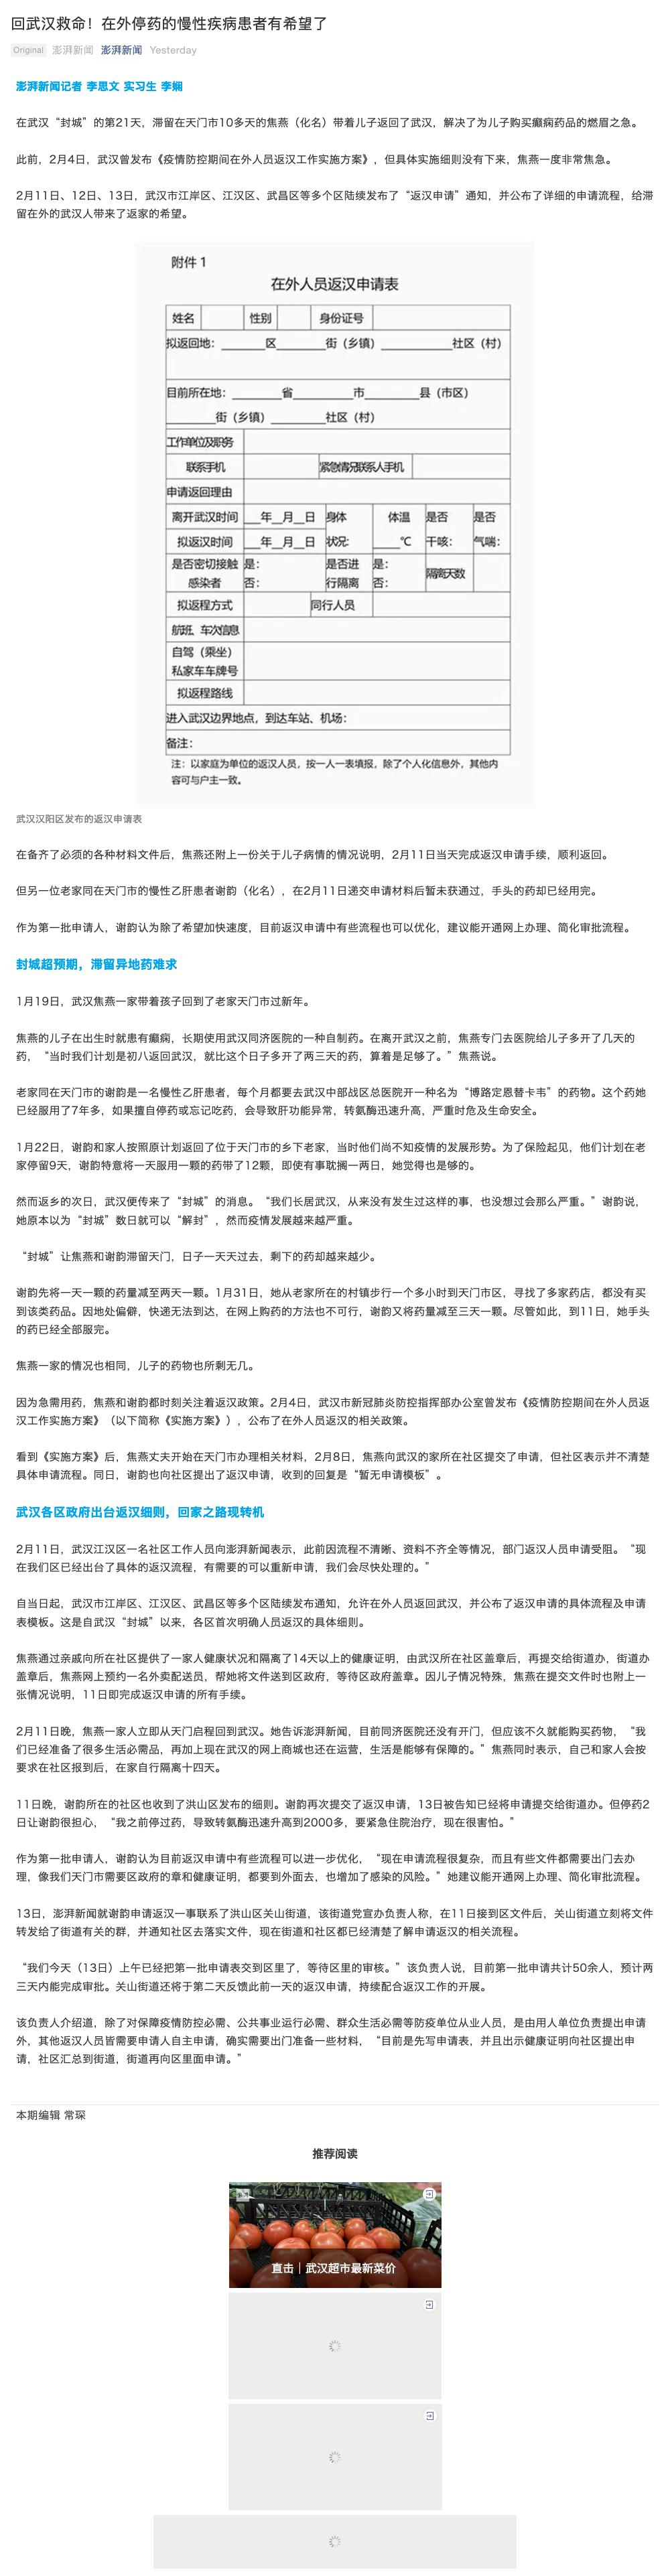 回武汉救命！在外停药的慢性疾病患者有希望了
Original 澎湃新闻 澎湃新闻 Yesterday
澎湃新闻记者 李思文 实习生 李娴
在武汉“封城”的第21天，滞留在天门市10多天的焦燕（化名）带着儿子返回了武汉，解决了为儿子购买癫痫药品的燃眉之急。
此前，2月4日，武汉曾发布《疫情防控期间在外人员返汉工作实施方案》，但具体实施细则没有下来，焦燕一度非常焦急。
2月11日、12日、13日，武汉市江岸区、江汉区、武昌区等多个区陆续发布了“返汉申请”通知，并公布了详细的申请流程，给滞
留在外的武汉人带来了返家的希望。
附件 1
在外人员返汉申请表
姓名 性别 身份证号
拟返回地：________区________街（乡镇）____________社区（村）
目前所在地：________省________市________县（市区）
________街（乡镇）________社区（村）
工作单位及职务
联系手机 紧急情况联系人手机
申请返回理由
离开武汉时间 __年__月__日 身体 体温 是否 是否
拟返汉时间 __年__月__日 状况： ____℃ 干咳： 气喘：
是否密切接触 是： 是否进 是： 隔离天数
感染者 否： 行隔离 否：
拟返程方式 同行人员
航班、车次信息
自驾（乘坐）
私家车车牌号
拟返程路线
进入武汉边界地点，到达车站、机场：
备注：
注：以家庭为单位的返汉人员，按一人一表填报，除了个人化信息外，其他内
容可与户主一致。
武汉汉阳区发布的返汉申请表
在备齐了必须的各种材料文件后，焦燕还附上一份关于儿子病情的情况说明，2月11日当天完成返汉申请手续，顺利返回。
但另一位老家同在天门市的慢性乙肝患者谢韵（化名），在2月11日递交申请材料后暂未获通过，手头的药却已经用完。
作为第一批申请人，谢韵认为除了希望加快速度，目前返汉申请中有些流程也可以优化，建议能开通网上办理、简化审批流程。
封城超预期，滞留异地药难求
1月19日，武汉焦燕一家带着孩子回到了老家天门市过新年。
焦燕的儿子在出生时就患有癫痫，长期使用武汉同济医院的一种自制药。在离开武汉之前，焦燕专门去医院给儿子多开了几天的
药，“当时我们计划是初八返回武汉，就比这个日子多开了两三天的药，算着是足够了。”焦燕说。
老家同在天门市的谢韵是一名慢性乙肝患者，每个月都要去武汉中部战区总医院开一种名为“博路定恩替卡韦”的药物。这个药她
已经服用了7年多，如果擅自停药或忘记吃药，会导致肝功能异常，转氨酶迅速升高，严重时危及生命安全。
1月22日，谢韵和家人按照原计划返回了位于天门市的乡下老家，当时他们尚不知疫情的发展形势。为了保险起见，他们计划在老
家停留9天，谢韵特意将一天服用一颗的药带了12颗，即使有事耽搁一两日，她觉得也是够的。
然而返乡的次日，武汉便传来了“封城”的消息。“我们长居武汉，从来没有发生过这样的事，也没想过会那么严重。”谢韵说，
她原本以为“封城”数日就可以“解封”，然而疫情发展越来越严重。
“封城”让焦燕和谢韵滞留天门，日子一天天过去，剩下的药却越来越少。
谢韵先将一天一颗的药量减至两天一颗。1月31日，她从老家所在的村镇步行一个多小时到天门市区，寻找了多家药店，都没有买
到该类药品。因地处偏僻，快递无法到达，在网上购药的方法也不可行，谢韵又将药量减至三天一颗。尽管如此，到11日，她手头
的药已经全部服完。
焦燕一家的情况也相同，儿子的药物也所剩无几。
因为急需用药，焦燕和谢韵都时刻关注着返汉政策。2月4日，武汉市新冠肺炎防控指挥部办公室曾发布《疫情防控期间在外人员返
汉工作实施方案》（以下简称《实施方案》），公布了在外人员返汉的相关政策。
看到《实施方案》后，焦燕丈夫开始在天门市办理相关材料，2月8日，焦燕向武汉的家所在社区提交了申请，但社区表示并不清楚
具体申请流程。同日，谢韵也向社区提出了返汉申请，收到的回复是“暂无申请模板”。
武汉各区政府出台返汉细则，回家之路现转机
2月11日，武汉江汉区一名社区工作人员向澎湃新闻表示，此前因流程不清晰、资料不齐全等情况，部门返汉人员申请受阻。“现
在我们区已经出台了具体的返汉流程，有需要的可以重新申请，我们会尽快处理的。”
自当日起，武汉市江岸区、江汉区、武昌区等多个区陆续发布通知，允许在外人员返回武汉，并公布了返汉申请的具体流程及申请
表模板。这是自武汉“封城”以来，各区首次明确人员返汉的具体细则。
焦燕通过亲戚向所在社区提供了一家人健康状况和隔离了14天以上的健康证明，由武汉所在社区盖章后，再提交给街道办，街道办
盖章后，焦燕网上预约一名外卖配送员，帮她将文件送到区政府，等待区政府盖章。因儿子情况特殊，焦燕在提交文件时也附上一
张情况说明，11日即完成返汉申请的所有手续。
2月11日晚，焦燕一家人立即从天门启程回到武汉。她告诉澎湃新闻，目前同济医院还没有开门，但应该不久就能购买药物，“我
们已经准备了很多生活必需品，再加上现在武汉的网上商城也还在运营，生活是能够有保障的。”焦燕同时表示，自己和家人会按
要求在社区报到后，在家自行隔离十四天。
11日晚，谢韵所在的社区也收到了洪山区发布的细则。谢韵再次提交了返汉申请，13日被告知已经将申请提交给街道办。但停药2
日让谢韵很担心，“我之前停过药，导致转氨酶迅速升高到2000多，要紧急住院治疗，现在很害怕。”
作为第一批申请人，谢韵认为目前返汉申请中有些流程可以进一步优化，“现在申请流程很复杂，而且有些文件都需要出门去办
理，像我们天门市需要区政府的章和健康证明，都要到外面去，也增加了感染的风险。”她建议能开通网上办理、简化审批流程。
13日，澎湃新闻就谢韵申请返汉一事联系了洪山区关山街道，该街道党宣办负责人称，在11日接到区文件后，关山街道立刻将文件
转发给了街道有关的群，并通知社区去落实文件，现在街道和社区都已经清楚了解申请返汉的相关流程。
“我们今天（13日）上午已经把第一批申请表交到区里了，等待区里的审核。”该负责人说，目前第一批申请共计50余人，预计两
三天内能完成审批。关山街道还将于第二天反馈此前一天的返汉申请，持续配合返汉工作的开展。
该负责人介绍道，除了对保障疫情防控必需、公共事业运行必需、群众生活必需等防疫单位从业人员，是由用人单位负责提出申请
外，其他返汉人员皆需要申请人自主申请，确实需要出门准备一些材料，“目前是先写申请表，并且出示健康证明向社区提出申
请，社区汇总到街道，街道再向区里面申请。”
本期编辑 常琛
推荐阅读
直击｜武汉超市最新菜价